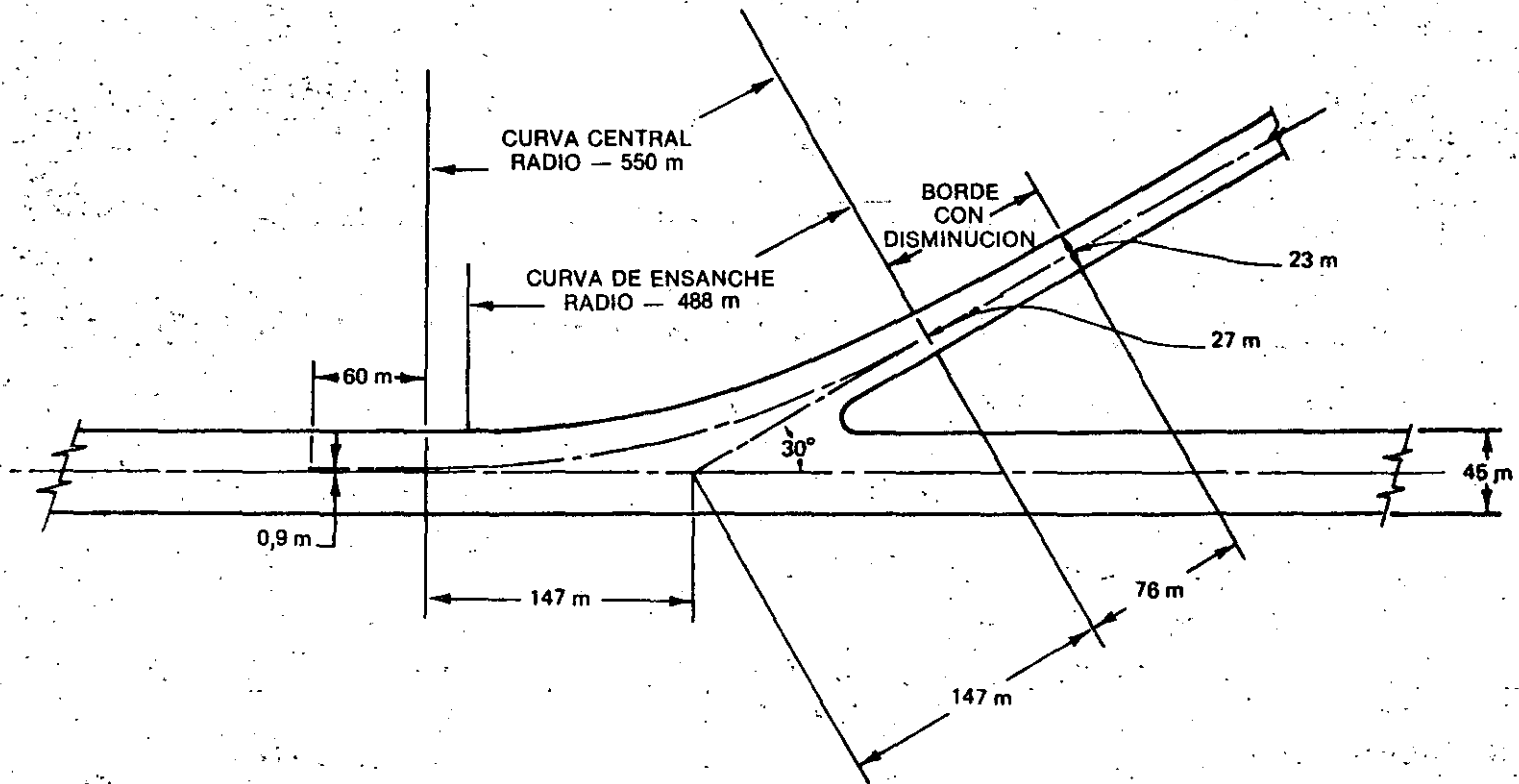 CURVA CENTRAL
RADIO — 550 m
BORDE
CON
DISMINUCION
23 m
CURVA DE ENSANCHE
RADIO — 488 m
27 m
60 m
30°
45 m
0,9 m
147 m
76 m
147 m